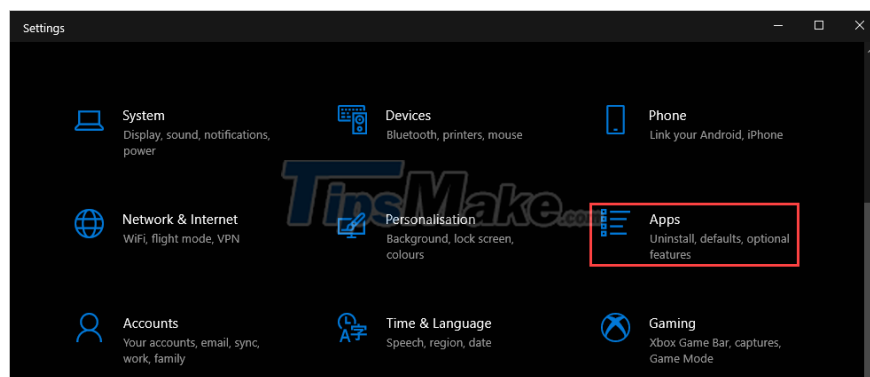 Settings
System
Display, sound, notifications,
power
Devices
Bluetooth, printers, mouse
Phone
Link your Android, iPhone
Network & Internet
WiFi, flight mode, VPN
Personalisation
Background, lock screen,
colours
Apps
Uninstall, defaults, optional
features
TipsMake.com
Accounts
Your accounts, email, sync,
work, family
Time & Language
Speech, region, date
Gaming
Xbox Game Bar, captures,
Game Mode